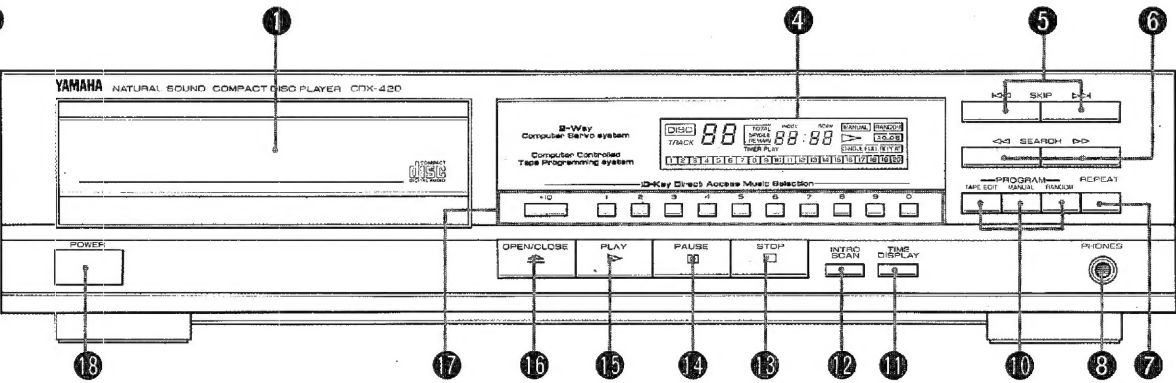 1 4 5 6
YAMAHA NATURAL SOUND COMPACT DISC PLAYER CDX-420
SKIP
2-Way
Computer Servo system
Computer Controlled
Tape Programming system
DISC
TRACK 88
TOTAL
SINGLE
REMAIN
INDEX
88:88
MANUAL RANDOM
TIMER PLAY
1 2 3 4 5 6 7 8 9 10 11 12 13 14 15 16 17 18 19 20
COMPACT
disc
DIGITAL AUDIO
SEARCH
10-Key Direct Access Music Selection
+10 1 2 3 4 5 6 7 8 9 0
PROGRAM
TAPE EDIT MANUAL RANDOM
REPEAT
POWER
OPEN/CLOSE PLAY PAUSE STOP
INTRO
SCAN
TIME
DISPLAY
PHONES
18 17 16 15 14 13 12 11 10 8 7